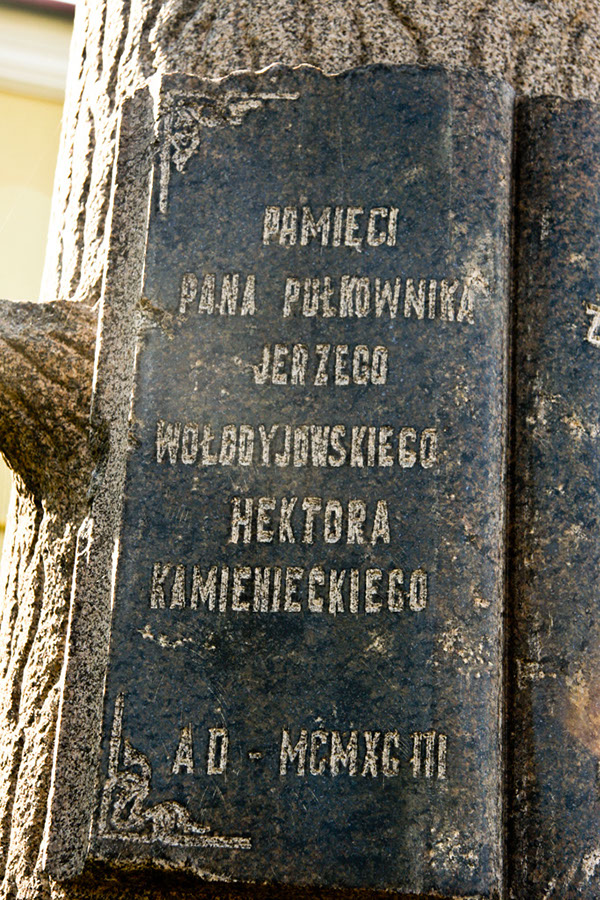 PAMIĘCI
PANA PUŁKOWNIKA
JERZEGO
WOŁODYJOWSKIEGO
HEKTORA
KAMIENIECKIEGO
AD - MCMXCIII